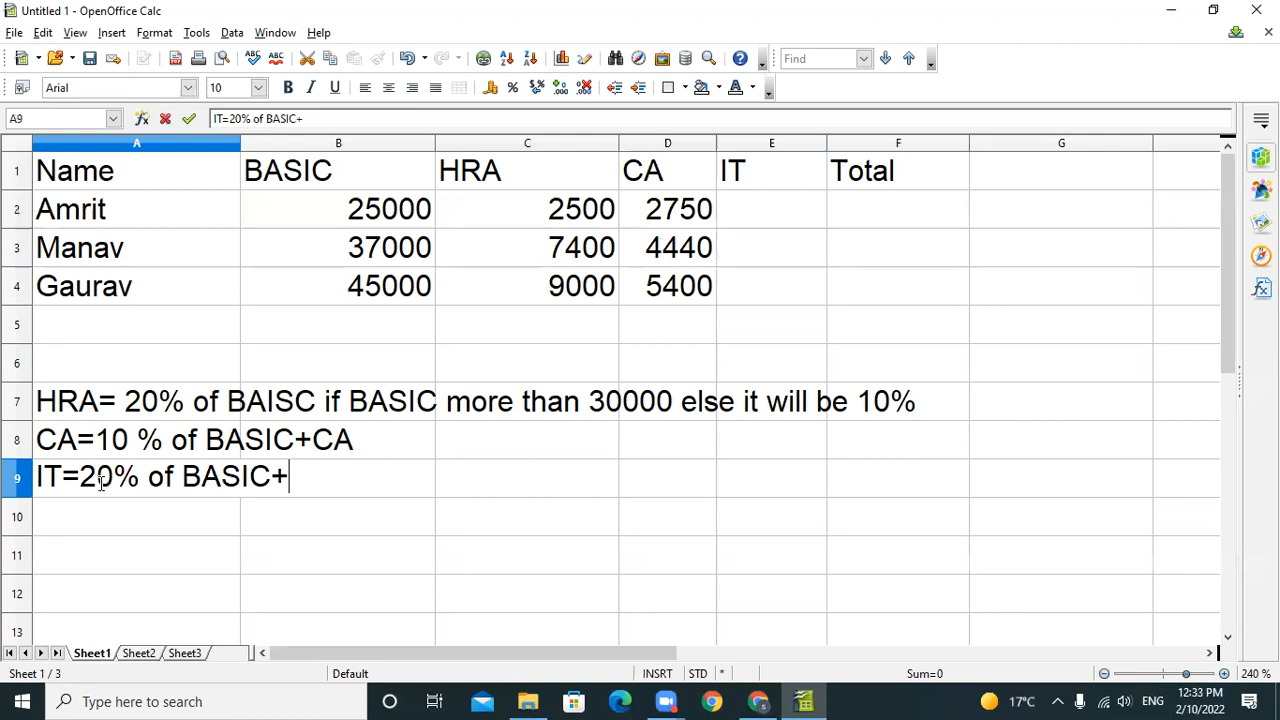 Untitled 1 - OpenOffice Calc
File Edit View Insert Format Tools Data Window Help
Find
Arial 10
A9 IT=20% of BASIC+
A B C D E F G
1 Name BASIC HRA CA IT Total
2 Amrit 25000 2500 2750
3 Manav 37000 7400 4440
4 Gaurav 45000 9000 5400
5
6
7 HRA= 20% of BAISC if BASIC more than 30000 else it will be 10%
8 CA=10 % of BASIC+CA
9 IT=20% of BASIC+
10
11
12
13
Sheet1 Sheet2 Sheet3
Sheet 1 / 3 Default INSRT STD * Sum=0 240 %
Type here to search 17°C ENG 12:33 PM
2/10/2022